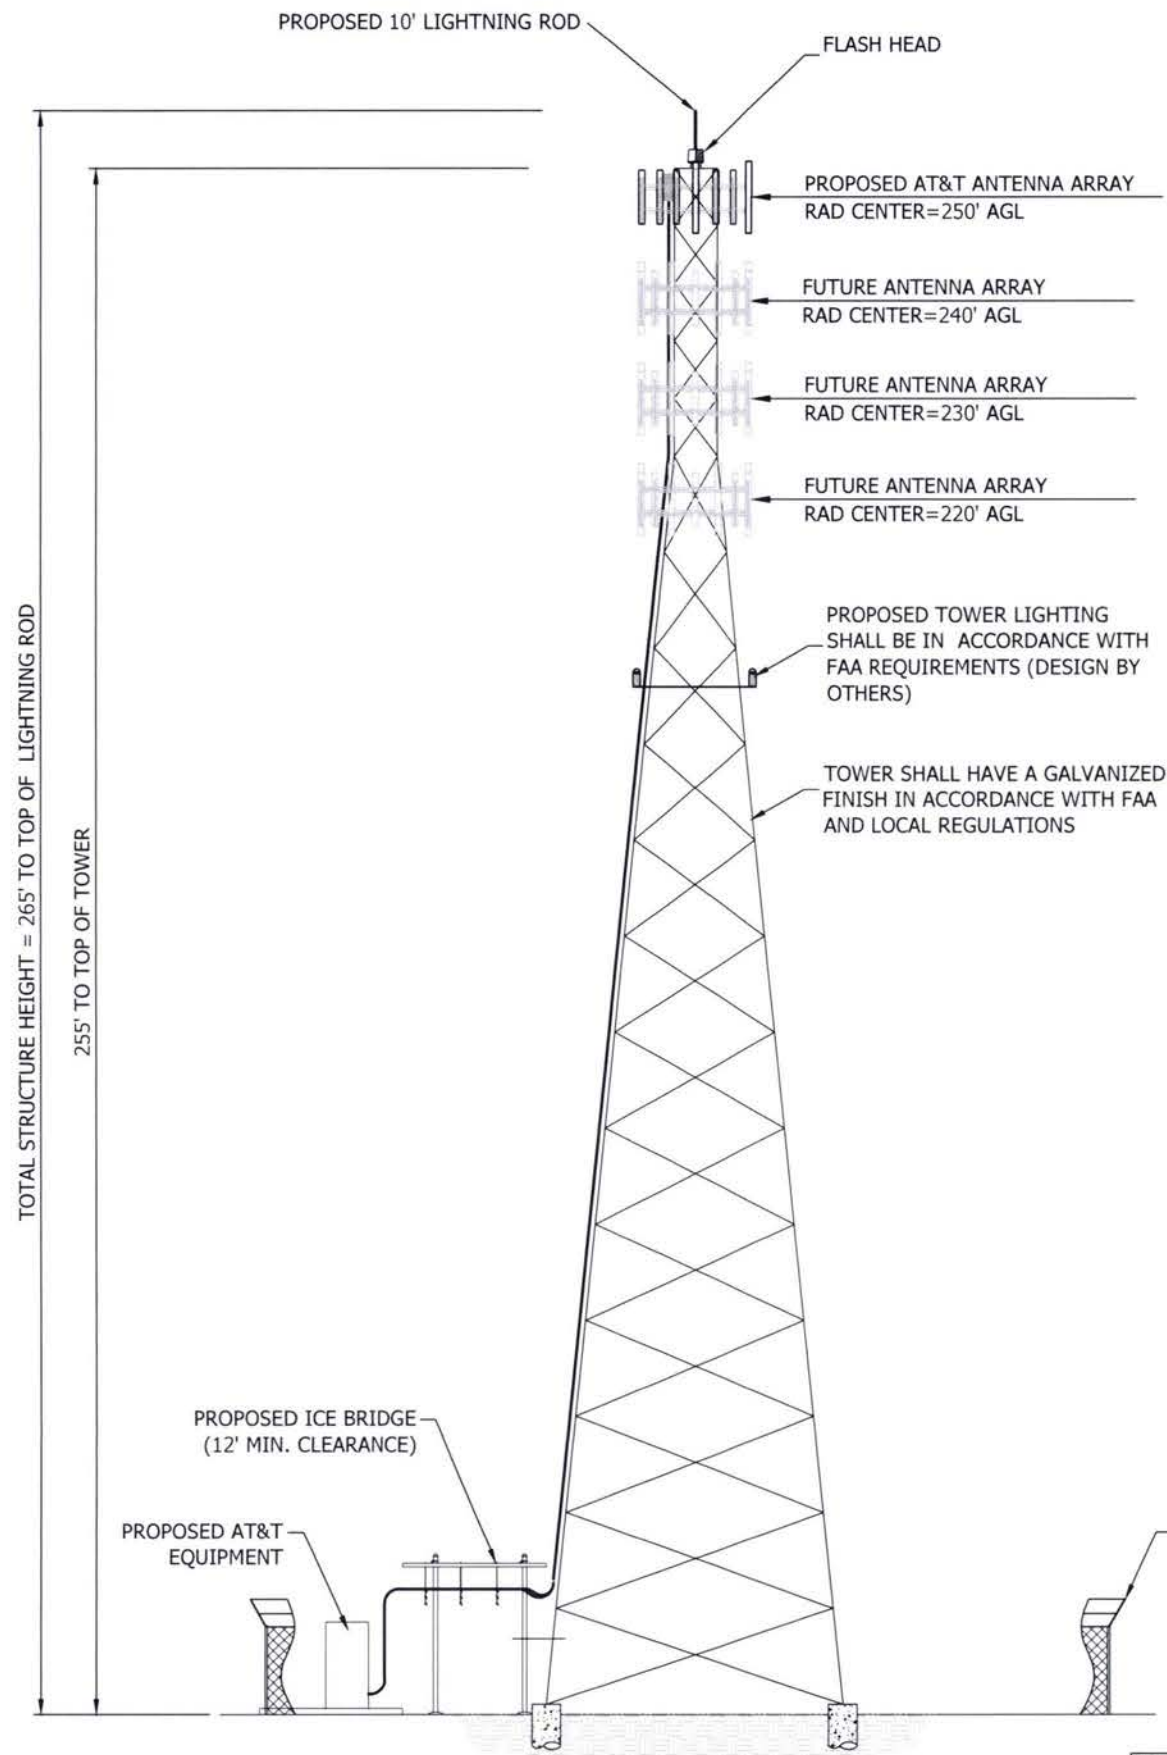 PROPOSED 10' LIGHTNING ROD
FLASH HEAD
PROPOSED AT&T ANTENNA ARRAY
RAD CENTER=250' AGL
FUTURE ANTENNA ARRAY
RAD CENTER=240' AGL
FUTURE ANTENNA ARRAY
RAD CENTER=230' AGL
FUTURE ANTENNA ARRAY
RAD CENTER=220' AGL
PROPOSED TOWER LIGHTING
SHALL BE IN ACCORDANCE WITH
FAA REQUIREMENTS (DESIGN BY
OTHERS)
TOWER SHALL HAVE A GALVANIZED
FINISH IN ACCORDANCE WITH FAA
AND LOCAL REGULATIONS
TOTAL STRUCTURE HEIGHT = 265' TO TOP OF LIGHTNING ROD
255' TO TOP OF TOWER
PROPOSED ICE BRIDGE
(12' MIN. CLEARANCE)
PROPOSED AT&T
EQUIPMENT